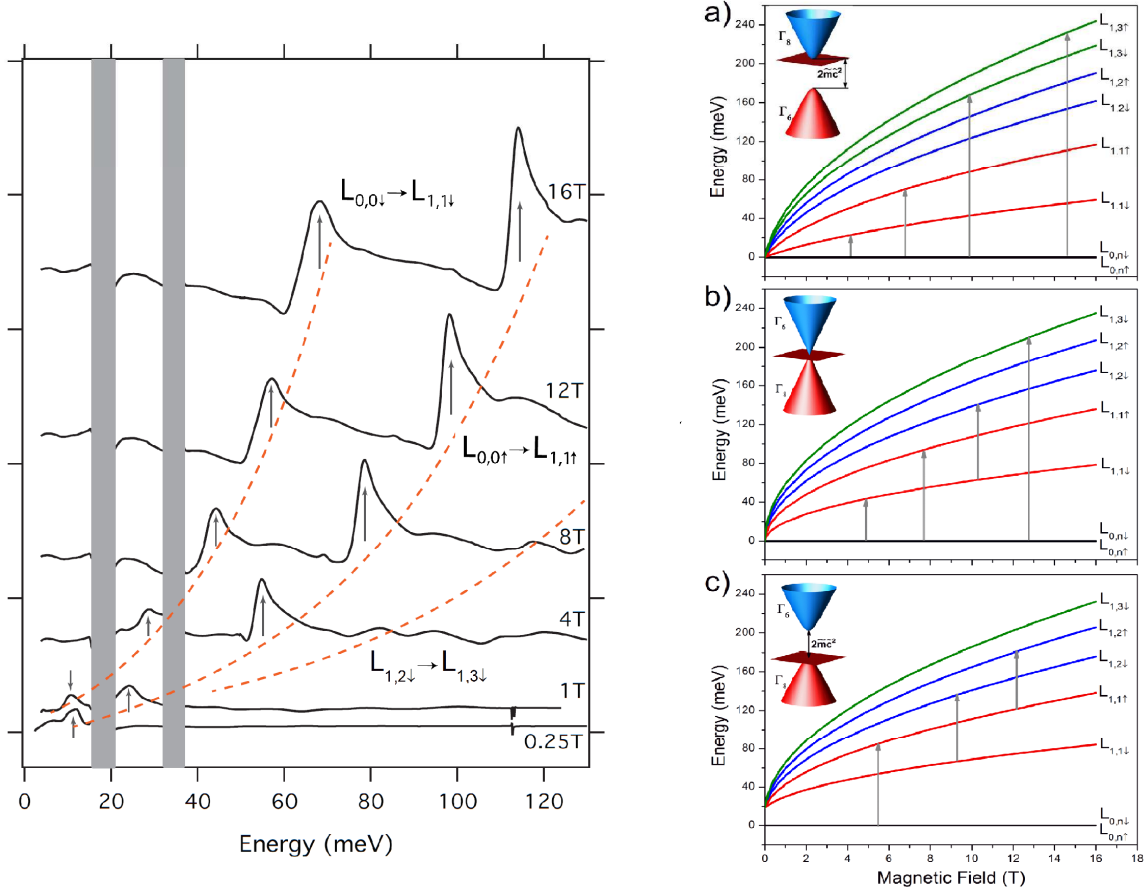 L0,0↓→L1,1↓
16T
12T
L0,0↑→L1,1↑
8T
4T
L1,2↓→L1,3↓
1T
0.25T
0 20 40 60 80 100 120
Energy (meV)
a)
240
200
160
120
80
40
0
Energy (meV)
Γ8
2m̃c̃²
Γ6
L1,3↑
L1,3↓
L1,2↑
L1,2↓
L1,1↑
L1,1↓
L0,n↓
L0,n↑
b)
240
200
160
120
80
40
0
Energy (meV)
L1,3↓
L1,2↑
L1,2↓
L1,1↑
L1,1↓
L0,n↓
L0,n↑
c)
240
200
160
120
80
40
0
Energy (meV)
Γ6
2m̃c̃²
L1,3↓
L1,2↑
L1,2↓
L1,1↑
L1,1↓
L0,n↓
L0,n↑
0 2 4 6 8 10 12 14 16 18
Magnetic Field (T)